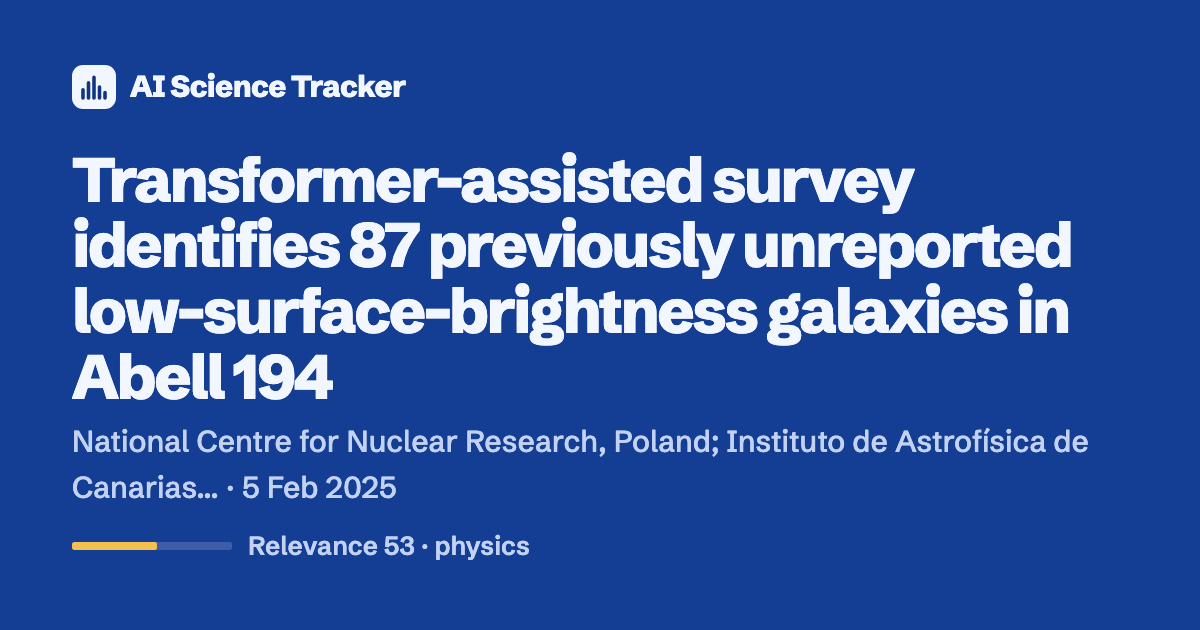 AI Science Tracker
Transformer-assisted survey
identifies 87 previously unreported
low-surface-brightness galaxies in
Abell 194
National Centre for Nuclear Research, Poland; Instituto de Astrofísica de
Canarias... · 5 Feb 2025
Relevance 53 · physics